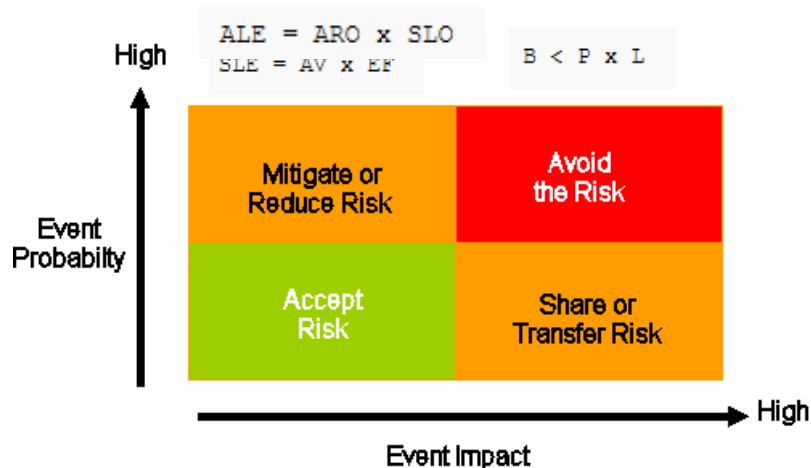 ALE = ARO x SLO
SLE = AV x EF
B < P x L
High
Mitigate or
Reduce Risk
Avoid
the Risk
Event
Probabilty
Accept
Risk
Share or
Transfer Risk
High
Event Impact